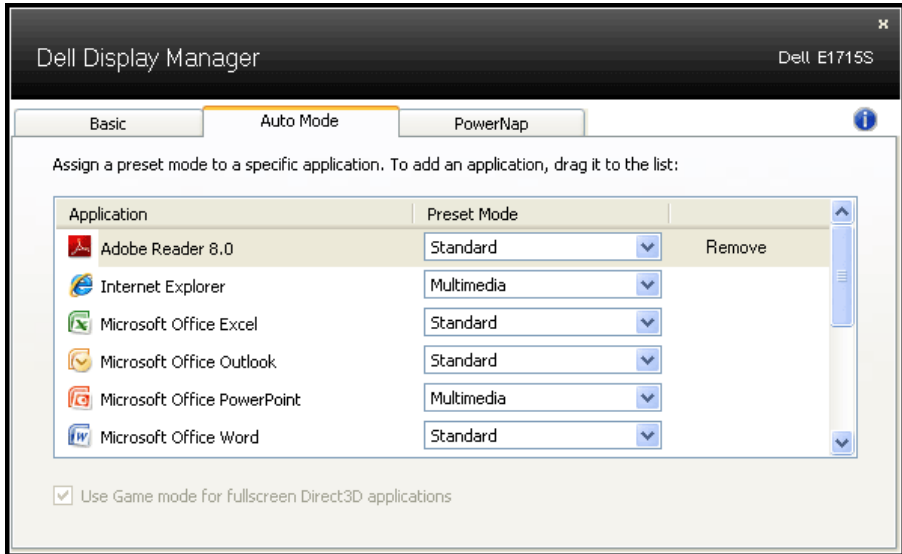 x
Dell Display Manager
Dell E1715S
Basic
Auto Mode
PowerNap
i
Assign a preset mode to a specific application. To add an application, drag it to the list:
Application Preset Mode
Adobe Reader 8.0 Standard Remove
Internet Explorer Multimedia
Microsoft Office Excel Standard
Microsoft Office Outlook Standard
Microsoft Office PowerPoint Multimedia
Microsoft Office Word Standard
Use Game mode for fullscreen Direct3D applications